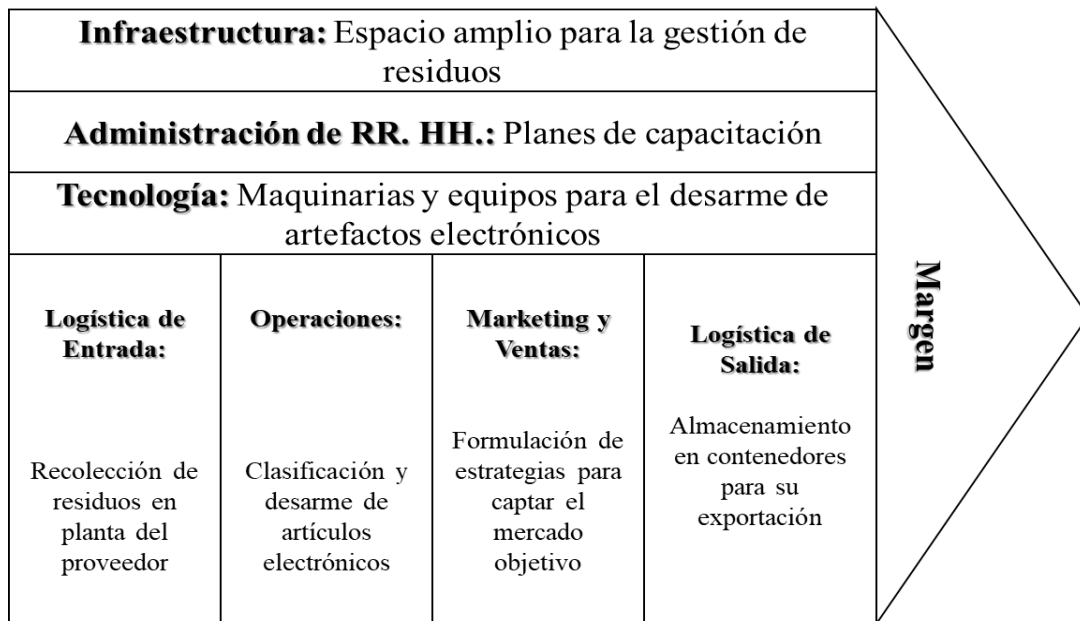 Infraestructura: Espacio amplio para la gestión de
residuos
Administración de RR. HH.: Planes de capacitación
Tecnología: Maquinarias y equipos para el desarme de
artefactos electrónicos
Logística de
Entrada:
Recolección de
residuos en
planta del
proveedor
Operaciones:
Clasificación y
desarme de
artículos
electrónicos
Marketing y
Ventas:
Formulación de
estrategias para
captar el
mercado
objetivo
Logística de
Salida:
Almacenamiento
en contenedores
para su
exportación
Margen